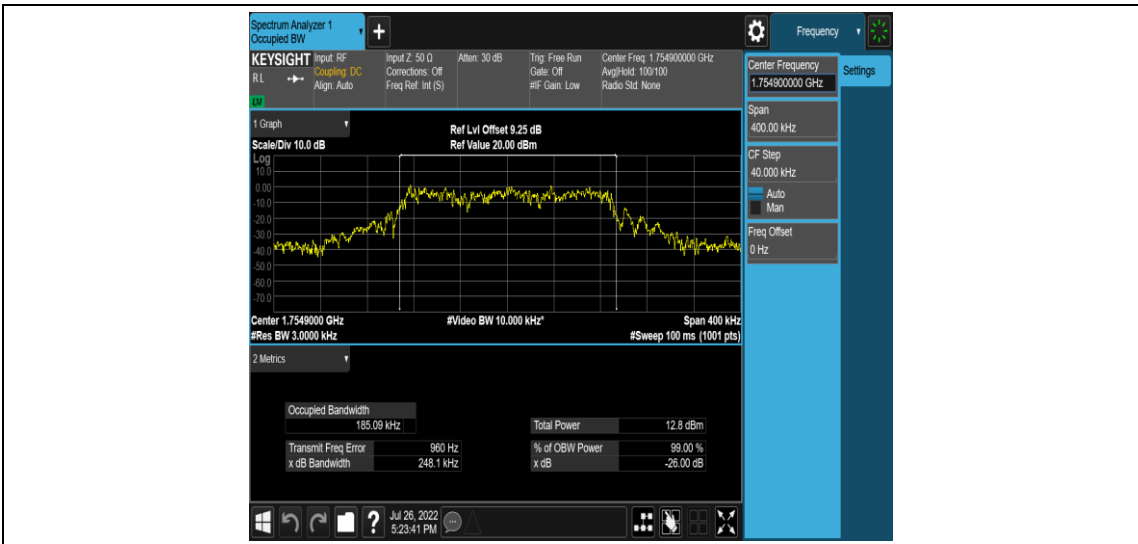 Spectrum Analyzer 1
Occupied BW
+
Frequency
KEYSIGHT
RL
LNI
Input: RF
Coupling: DC
Align: Auto
Input Z: 50 Ω
Corrections: Off
Freq Ref: Int (S)
Atten: 30 dB
Trig: Free Run
Gate: Off
#IF Gain: Low
Center Freq: 1.754900000 GHz
Avg|Hold: 100/100
Radio Std: None
Center Frequency
1.754900000 GHz
Settings
Span
400.00 kHz
CF Step
40.000 kHz
Auto
Man
Freq Offset
0 Hz
1 Graph
Scale/Div 10.0 dB
Ref Lvl Offset 9.25 dB
Ref Value 20.00 dBm
Log
10.0
0.00
-10.0
-20.0
-30.0
-40.0
-50.0
-60.0
-70.0
Center 1.7549000 GHz
#Video BW 10.000 kHz*
Span 400 kHz
#Res BW 3.0000 kHz
#Sweep 100 ms (1001 pts)
2 Metrics
Occupied Bandwidth
185.09 kHz
Total Power 12.8 dBm
Transmit Freq Error 960 Hz
% of OBW Power 99.00 %
x dB Bandwidth 248.1 kHz
x dB -26.00 dB
?
Jul 26, 2022
5:23:41 PM